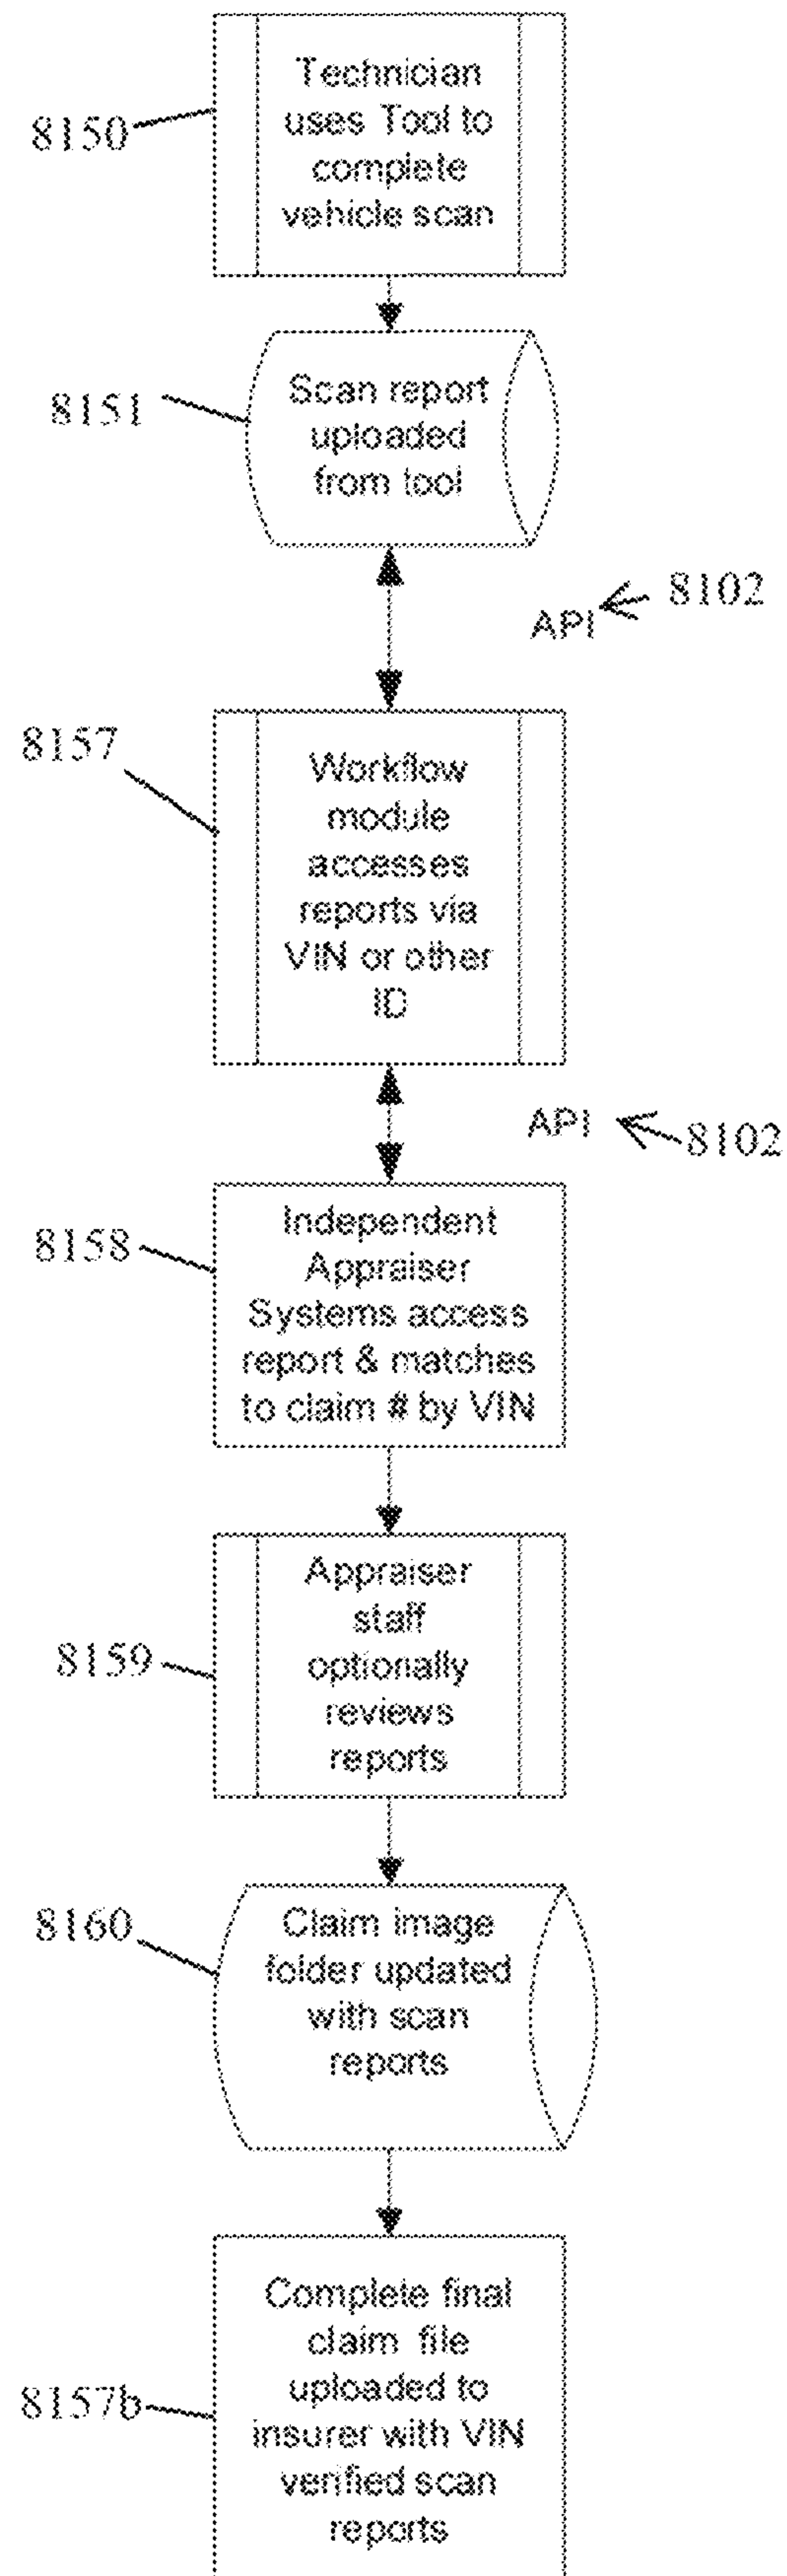 Technician
uses Tool to
complete
vehicle scan
8150
Scan report
uploaded
from tool
8151
API
8102
Workflow
module
accesses
reports via
VIN or other
ID
8157
API
8102
Independent
Appraiser
Systems access
report & matches
to claim # by VIN
8158
Appraiser
staff
optionally
reviews
reports
8159
Claim image
folder updated
with scan
reports
8160
Complete final
claim file
uploaded to
insurer with VIN
verified scan
reports
8157b